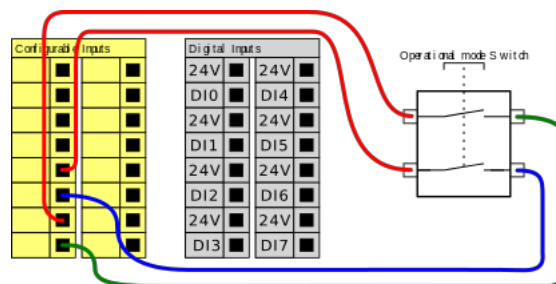 Configurable Inputs
Digital Inputs
Operational mode Switch
24V 24V
DI0 DI4
24V 24V
DI1 DI5
24V 24V
DI2 DI6
24V 24V
DI3 DI7